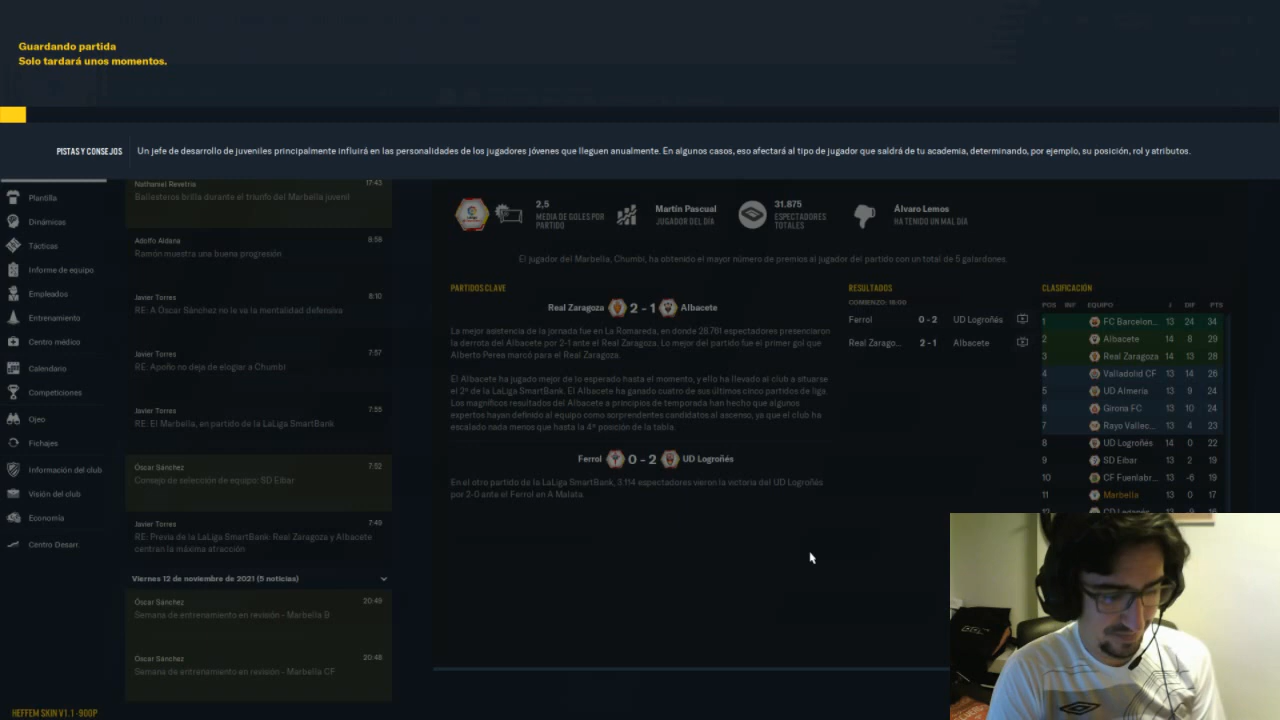 Guardando partida
Solo tardará unos momentos.
PISTAS Y CONSEJOS
Un jefe de desarrollo de juveniles principalmente influirá en las personalidades de los jugadores jóvenes que lleguen anualmente. En algunos casos, eso afectará al tipo de jugador que saldrá de tu academia, determinando, por ejemplo, su posición, rol y atributos.
Plantilla
Dinámicas
Tácticas
Informe de equipo
Empleados
Entrenamiento
Centro médico
Calendario
Competiciones
Ojeo
Fichajes
Información del club
Visión del club
Economía
Centro Desarr.
HEFFEM SKIN V1.1 -900P
Nathaniel Revetria 17:43
Ballesteros brilla durante el triunfo del Marbella juvenil
Adolfo Aldana 8:58
Ramón muestra una buena progresión
Javier Torres 8:10
RE: A Óscar Sánchez no le va la mentalidad defensiva
Javier Torres 7:57
RE: Apoño no deja de elogiar a Chumbi
Javier Torres 7:55
RE: El Marbella, en partido de la LaLiga SmartBank
Óscar Sánchez 7:52
Consejo de selección de equipo: SD Eibar
Javier Torres 7:49
RE: Previa de la LaLiga SmartBank: Real Zaragoza y Albacete
centran la máxima atracción
Viernes 12 de noviembre de 2021 (5 noticias)
Óscar Sánchez 20:49
Semana de entrenamiento en revisión - Marbella B
Óscar Sánchez 20:48
Semana de entrenamiento en revisión - Marbella CF
2,5
MEDIA DE GOLES POR
PARTIDO
Martín Pascual
JUGADOR DEL DÍA
31.875
ESPECTADORES
TOTALES
Álvaro Lemos
HA TENIDO UN MAL DÍA
El jugador del Marbella, Chumbi, ha obtenido el mayor número de premios al jugador del partido con un total de 5 galardones.
PARTIDOS CLAVE
Real Zaragoza 2 - 1 Albacete
La mejor asistencia de la jornada fue en La Romareda, en donde 28.761 espectadores presenciaron
la derrota del Albacete por 2-1 ante el Real Zaragoza. Lo mejor del partido fue el primer gol que
Alberto Perea marcó para el Real Zaragoza.
El Albacete ha jugado mejor de lo esperado hasta el momento, y ello ha llevado al club a situarse
el 2º de la LaLiga SmartBank. El Albacete ha ganado cuatro de sus últimos cinco partidos de liga
Los magníficos resultados del Albacete a principios de temporada han hecho que algunos
expertos hayan definido al equipo como sorprendentes candidatos al ascenso, ya que el club ha
escalado nada menos que hasta la 4ª posición de la tabla.
Ferrol 0 - 2 UD Logroñés
En el otro partido de la LaLiga SmartBank, 3.114 espectadores vieron la victoria del UD Logroñés
por 2-0 ante el Ferrol en A Malata.
RESULTADOS
COMIENZO: 18:00
Ferrol 0 - 2 UD Logroñés
Real Zarago... 2 - 1 Albacete
CLASIFICACIÓN
POS INF EQUIPO J DIF PTS
1 FC Barcelon... 13 24 34
2 Albacete 14 8 29
3 Real Zaragoza 14 13 28
4 Valladolid CF 13 14 26
5 UD Almería 13 9 24
6 Girona FC 13 10 24
7 Rayo Vallec... 13 4 23
8 UD Logroñés 14 0 22
9 SD Eibar 13 2 19
10 CF Fuenlabr... 13 -6 19
11 Marbella 13 0 17